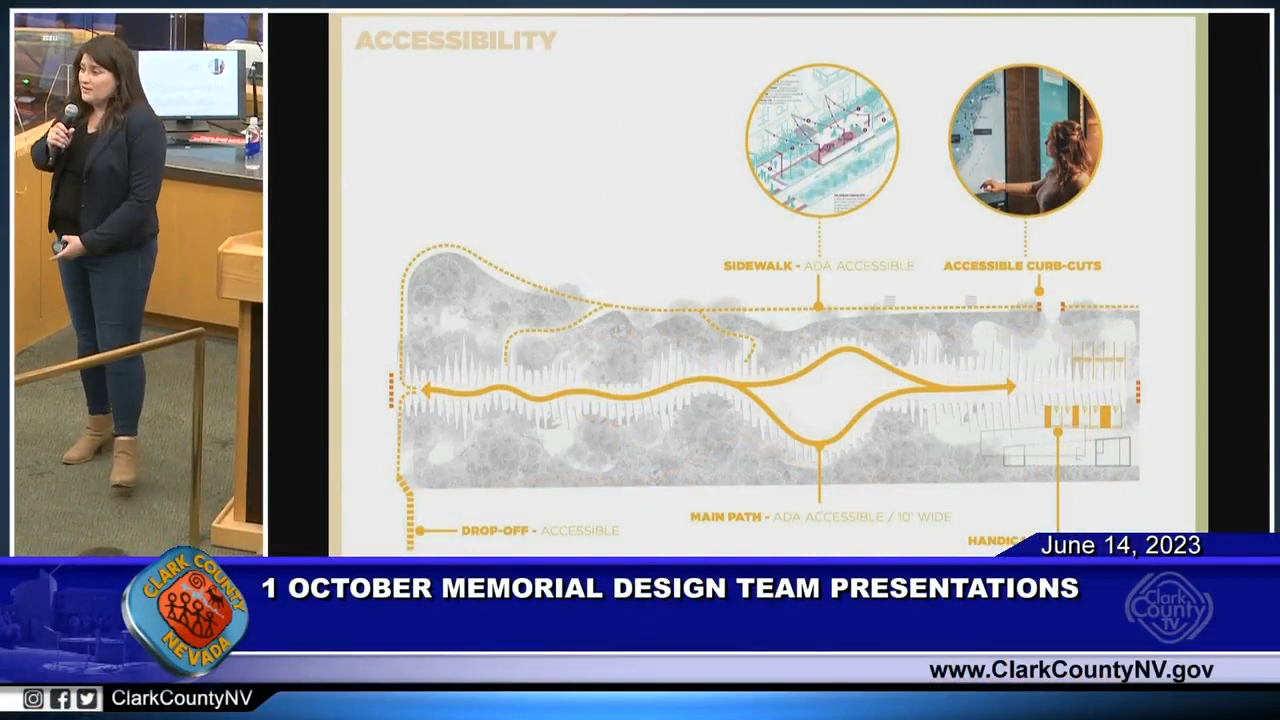 ACCESSIBILITY
SIDEWALK - ADA ACCESSIBLE
ACCESSIBLE CURB-CUTS
MAIN PATH - ADA ACCESSIBLE / 10' WIDE
DROP-OFF - ACCESSIBLE
June 14, 2023
1 OCTOBER MEMORIAL DESIGN TEAM PRESENTATIONS
CLARK COUNTY
NEVADA
Clark
County
TV
www.ClarkCountyNV.gov
ClarkCountyNV